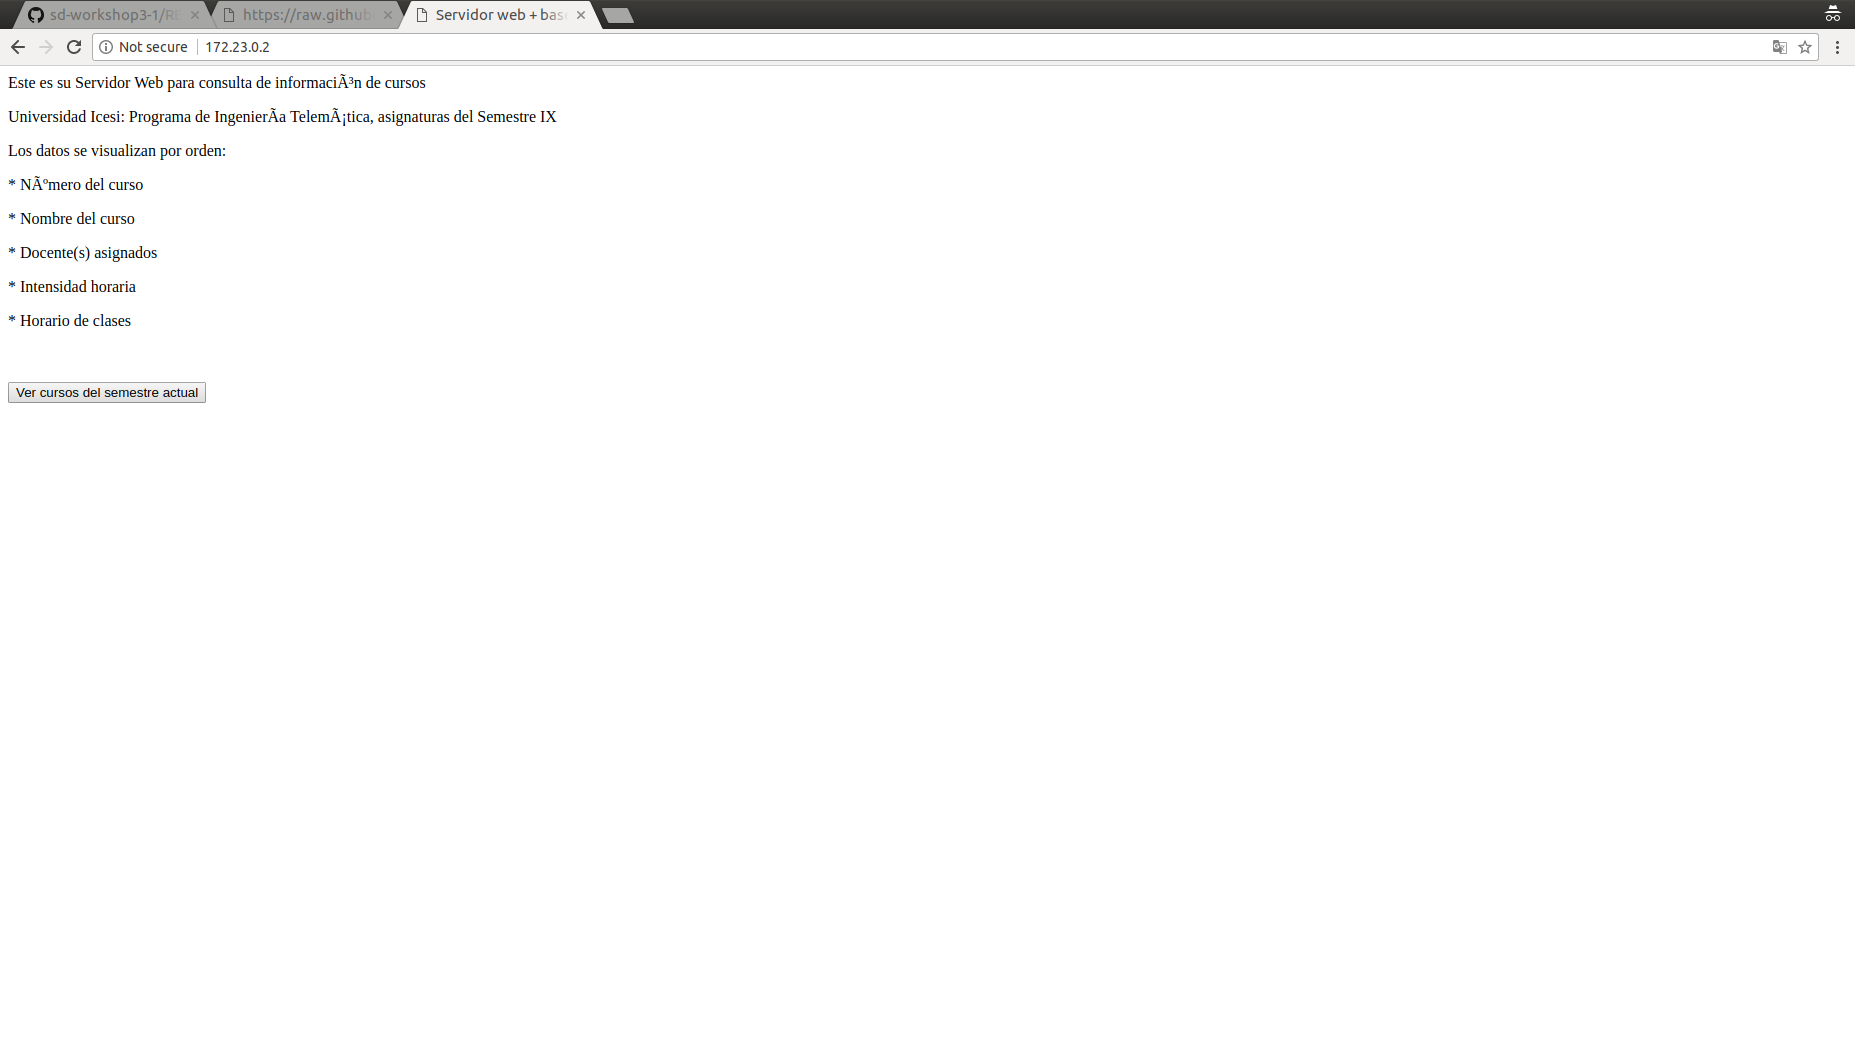 sd-workshop3-1/RE
https://raw.github
Servidor web + bas
Not secure
172.23.0.2
Este es su Servidor Web para consulta de informaciÃ³n de cursos
Universidad Icesi: Programa de IngenierÃ­a TelemÃ¡tica, asignaturas del Semestre IX
Los datos se visualizan por orden:
* NÃºmero del curso
* Nombre del curso
* Docente(s) asignados
* Intensidad horaria
* Horario de clases
Ver cursos del semestre actual